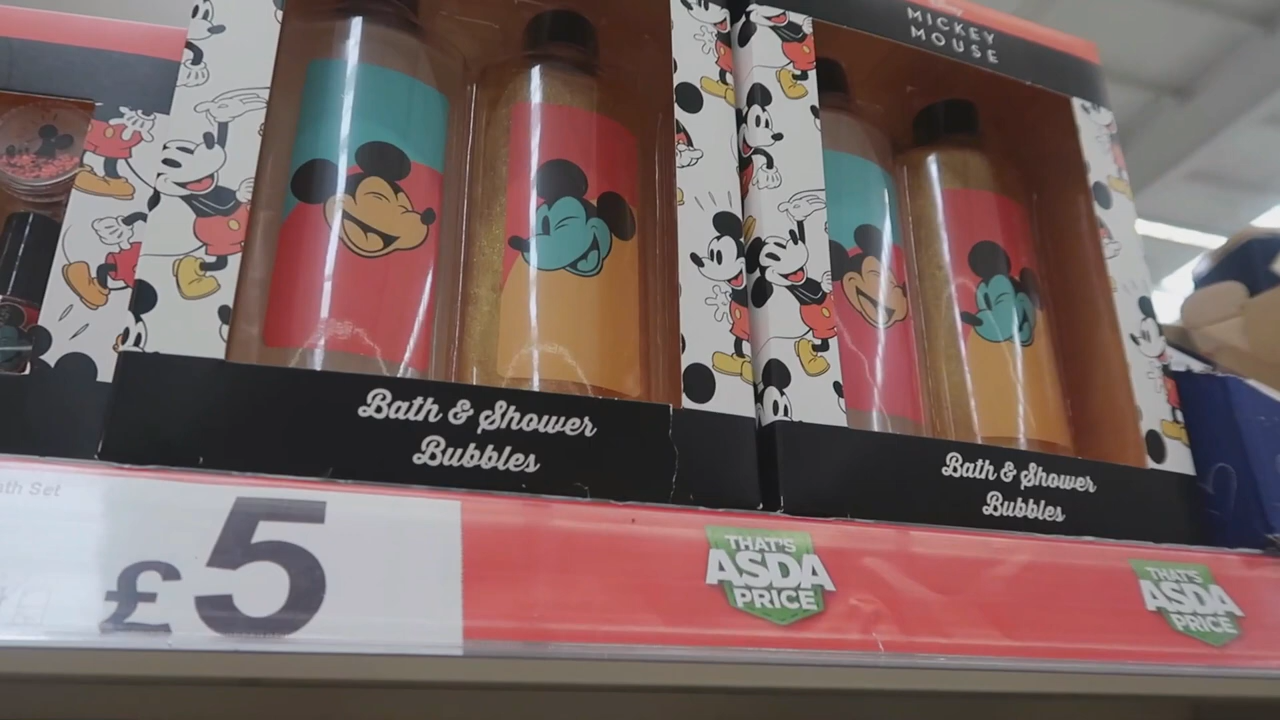 MICKEY
MOUSE
Bath & Shower
Bubbles
Bath & Shower
Bubbles
ath Set
£5
THAT'S
ASDA
PRICE
THAT'S
ASDA
PRICE